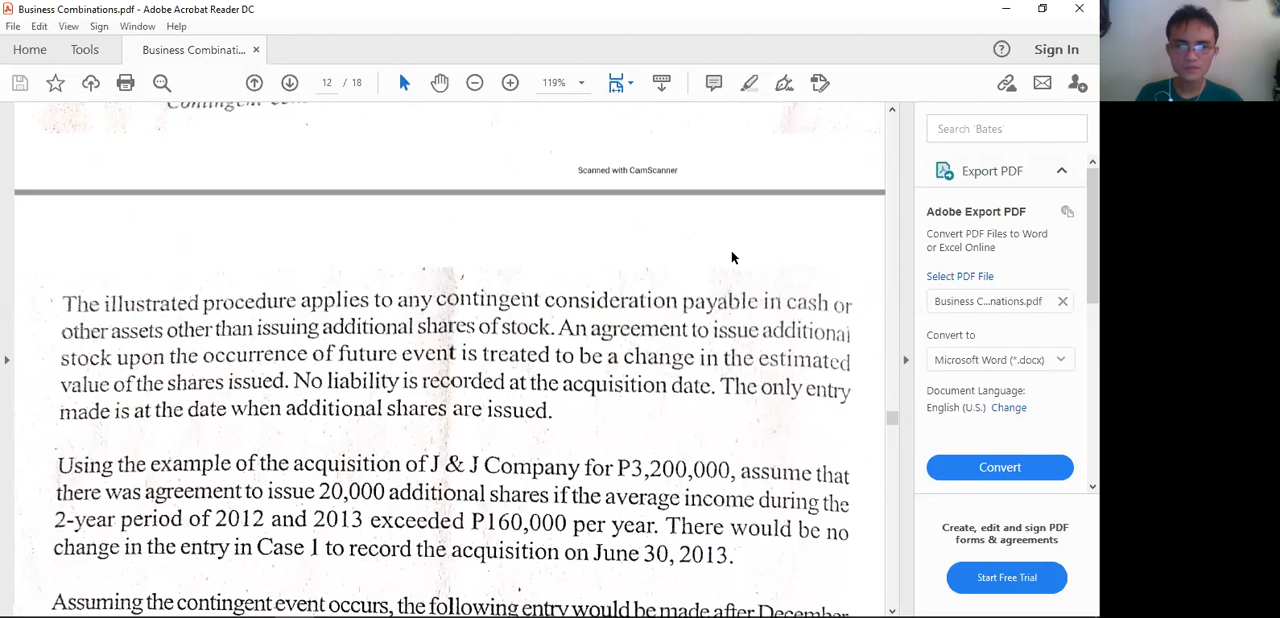 Business Combinations.pdf - Adobe Acrobat Reader DC
File Edit View Sign Window Help
Home Tools Business Combinati... × Sign In
12 / 18 119%
Scanned with CamScanner
The illustrated procedure applies to any contingent consideration payable in cash or
other assets other than issuing additional shares of stock. An agreement to issue additional
stock upon the occurrence of future event is treated to be a change in the estimated
value of the shares issued. No liability is recorded at the acquisition date. The only entry
made is at the date when additional shares are issued.
Using the example of the acquisition of J & J Company for P3,200,000, assume that
there was agreement to issue 20,000 additional shares if the average income during the
2-year period of 2012 and 2013 exceeded P160,000 per year. There would be no
change in the entry in Case 1 to record the acquisition on June 30, 2013.
Assuming the contingent event occurs, the following entry would be made after December
Search 'Bates'
Export PDF
Adobe Export PDF
Convert PDF Files to Word
or Excel Online
Select PDF File
Business C...nations.pdf
Convert to
Microsoft Word (*.docx)
Document Language:
English (U.S.) Change
Convert
Create, edit and sign PDF
forms & agreements
Start Free Trial